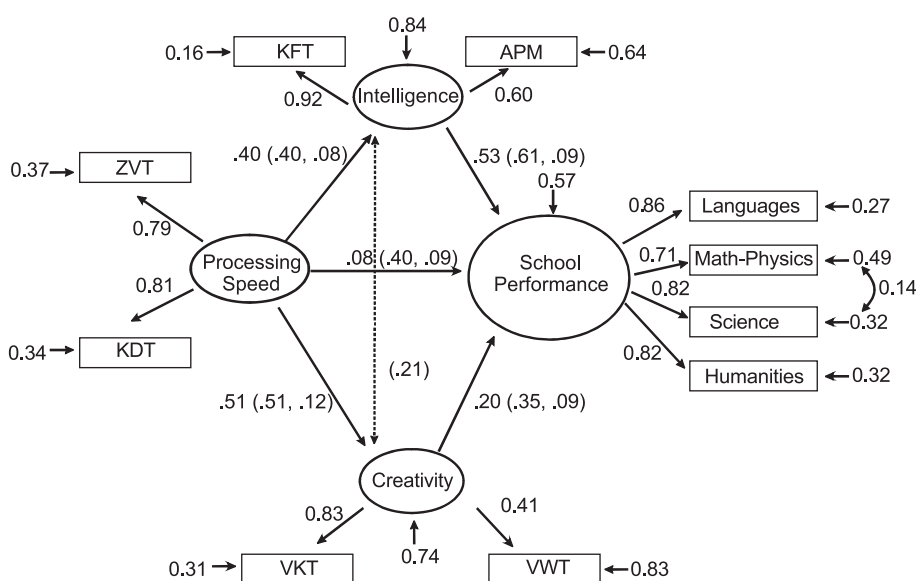 0.84
0.16
KFT
APM
0.64
Intelligence
0.92
0.60
.40 (.40, .08)
.53 (.61, .09)
0.37
ZVT
0.57
0.79
0.86
Languages
0.27
Processing
Speed
.08 (.40, .09)
School
Performance
0.71
Math-Physics
0.49
0.81
0.82
0.14
0.34
KDT
Science
0.32
(.21)
0.82
Humanities
0.32
.51 (.51, .12)
.20 (.35, .09)
Creativity
0.83
0.41
0.74
0.31
VKT
VWT
0.83